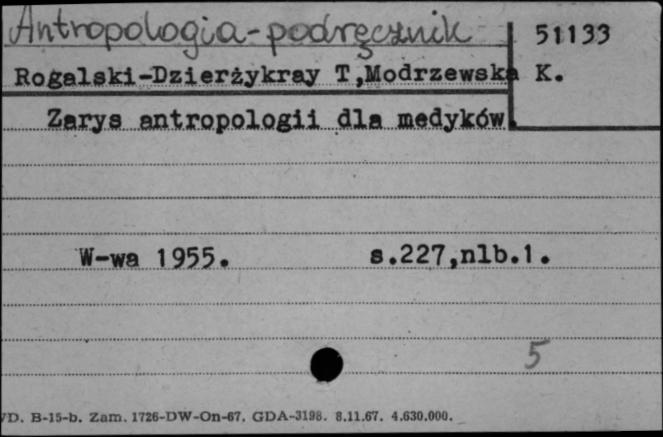 Antropologia-podręcznik
51133
Rogalski-Dzierżykray T,Modrzewska K.
Zarys antropologii dla medyków.
W-wa 1955. s.227,nlb.1.
5
D. B-15-b. Zam. 1726-DW-On-67. GDA-3198. 8.11.67. 4.630.000.